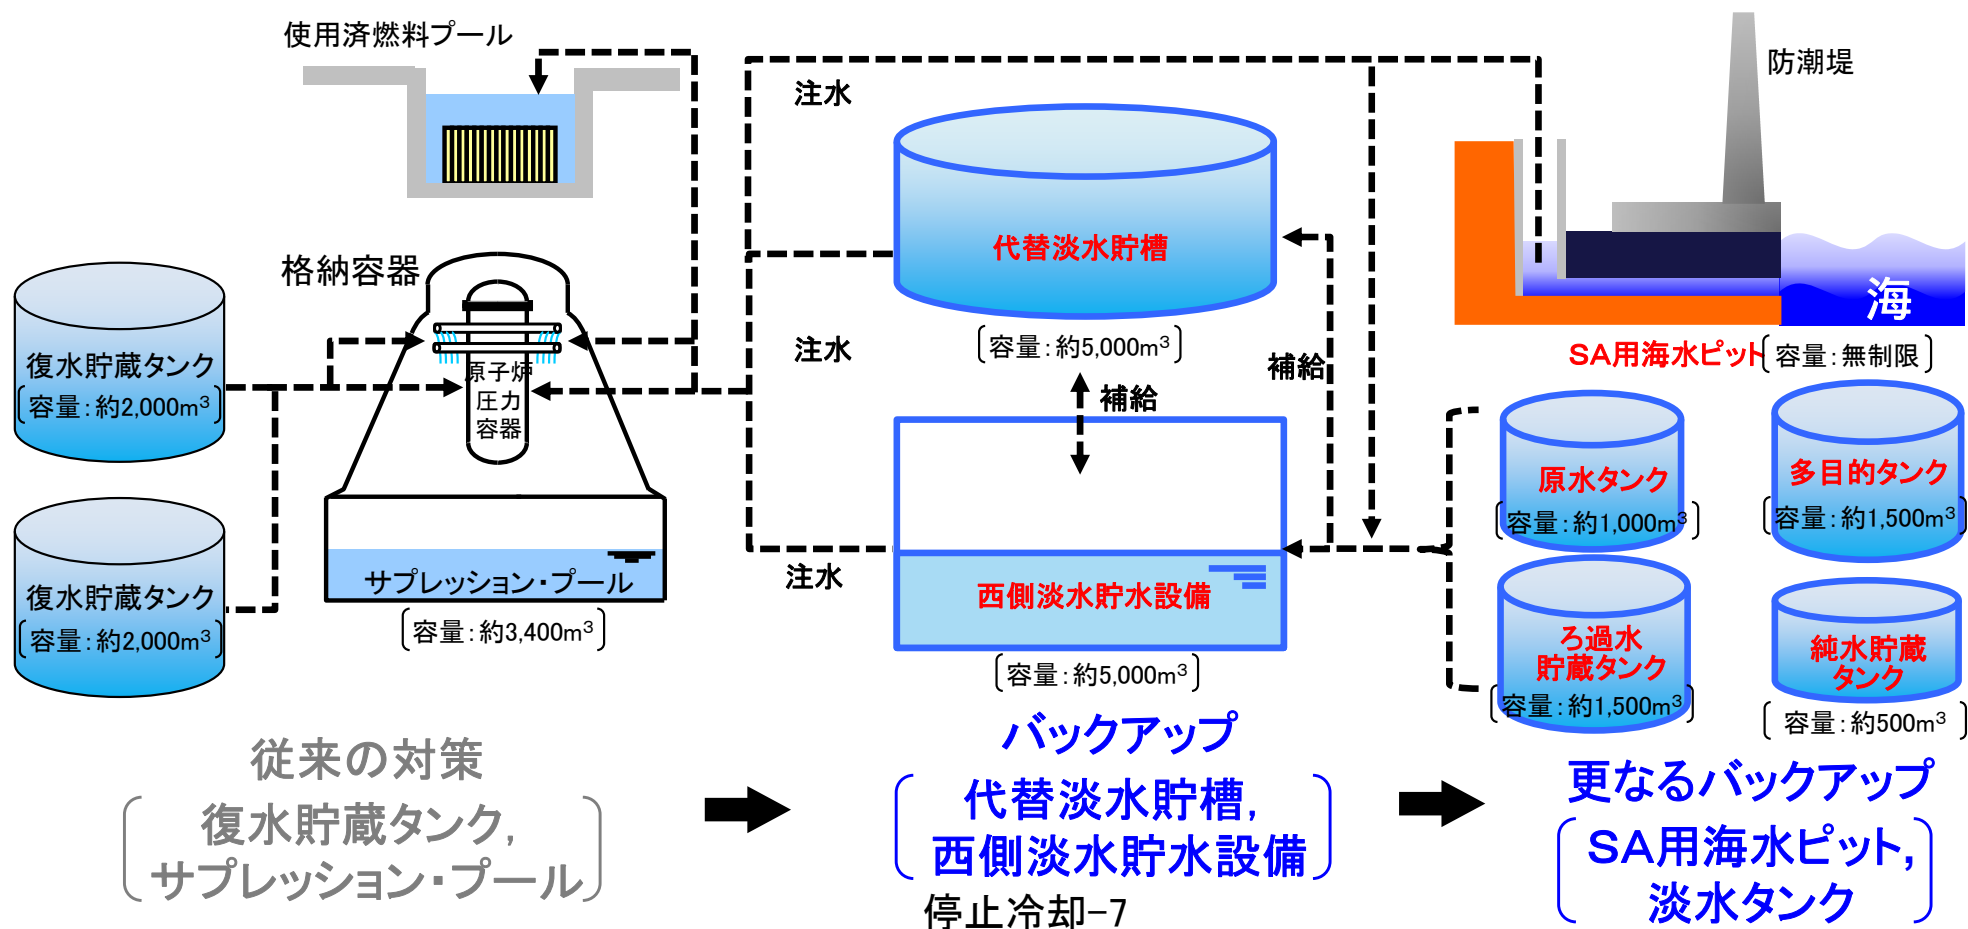 使用済燃料プール
注水
防潮堤
代替淡水貯槽
格納容器
海
復水貯蔵タンク
容量：約2,000m³
原子炉
圧力
容器
注水
容量：約5,000m³
補給
補給
SA用海水ピット
容量：無制限
原水タンク
容量：約1,000m³
多目的タンク
容量：約1,500m³
復水貯蔵タンク
容量：約2,000m³
サプレッション・プール
容量：約3,400m³
注水
西側淡水貯水設備
容量：約5,000m³
ろ過水
貯蔵タンク
容量：約1,500m³
純水貯蔵
タンク
容量：約500m³
従来の対策
復水貯蔵タンク,
サプレッション・プール
バックアップ
代替淡水貯槽,
西側淡水貯水設備
更なるバックアップ
SA用海水ピット,
淡水タンク
停止冷却-7